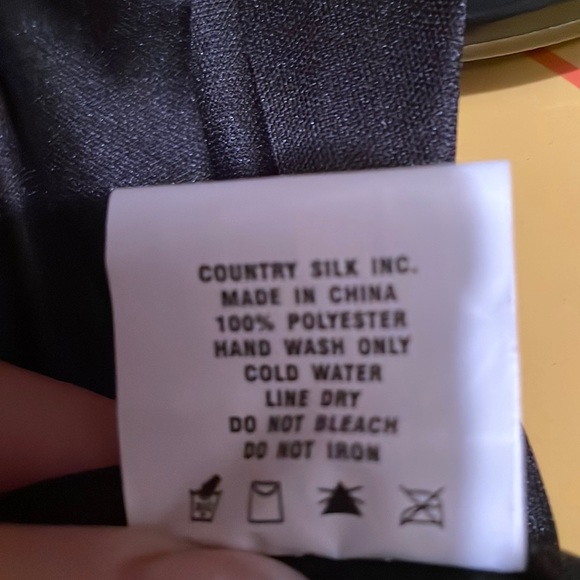 COUNTRY SILK INC.
MADE IN CHINA
100% POLYESTER
HAND WASH ONLY
COLD WATER
LINE DRY
DO NOT BLEACH
DO NOT IRON